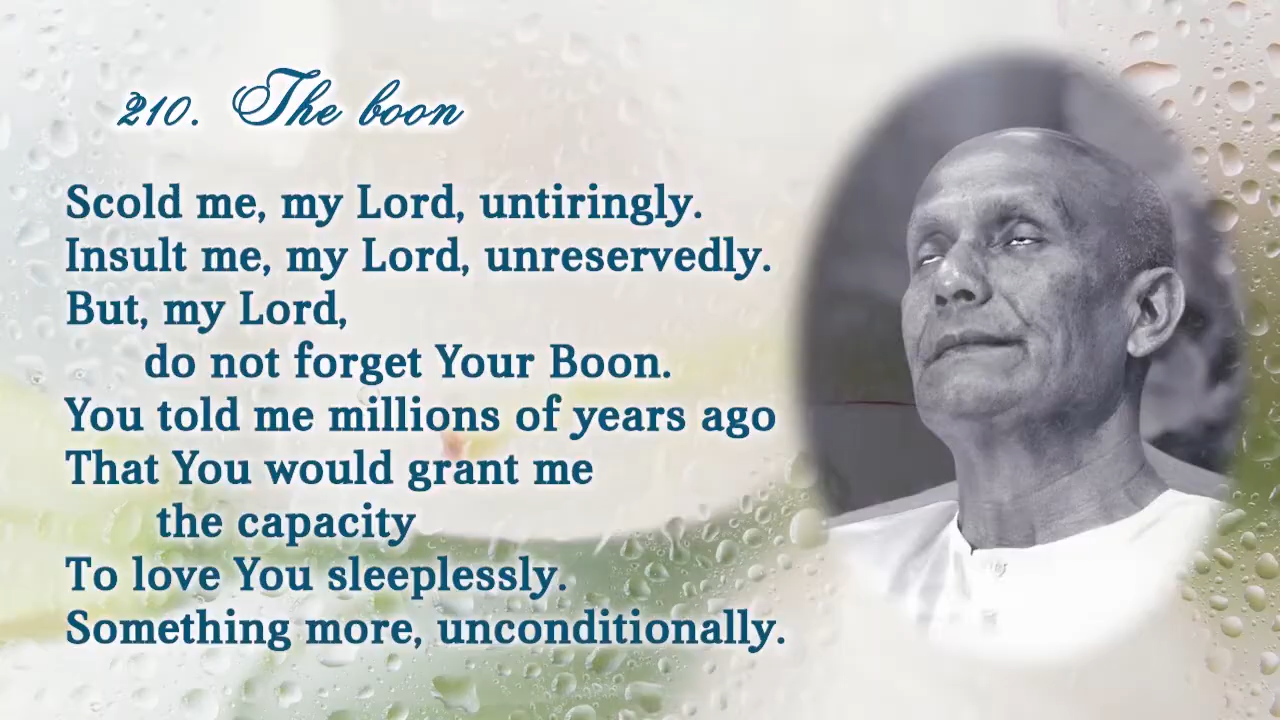 210. The boon
Scold me, my Lord, untiringly.
Insult me, my Lord, unreservedly.
But, my Lord,
do not forget Your Boon.
You told me millions of years ago
That You would grant me
the capacity
To love You sleeplessly.
Something more, unconditionally.